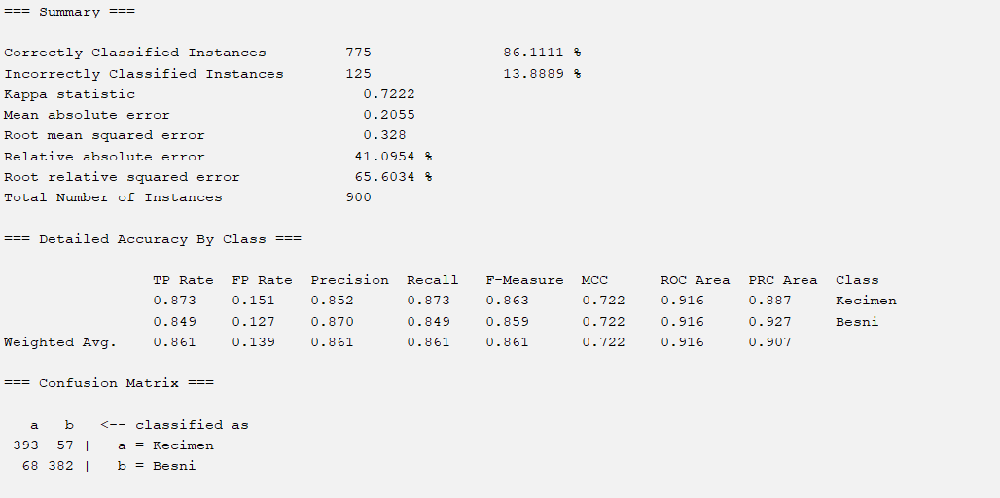 === Summary ===
Correctly Classified Instances         775               86.1111 %
Incorrectly Classified Instances       125               13.8889 %
Kappa statistic                          0.7222
Mean absolute error                      0.2055
Root mean squared error                  0.328
Relative absolute error                 41.0954 %
Root relative squared error             65.6034 %
Total Number of Instances              900
=== Detailed Accuracy By Class ===
                 TP Rate  FP Rate  Precision  Recall   F-Measure  MCC      ROC Area  PRC Area  Class
                 0.873    0.151    0.852      0.873    0.863      0.722    0.916     0.887     Kecimen
                 0.849    0.127    0.870      0.849    0.859      0.722    0.916     0.927     Besni
Weighted Avg.    0.861    0.139    0.861      0.861    0.861      0.722    0.916     0.907
=== Confusion Matrix ===
   a   b   <-- classified as
 393  57 |   a = Kecimen
  68 382 |   b = Besni